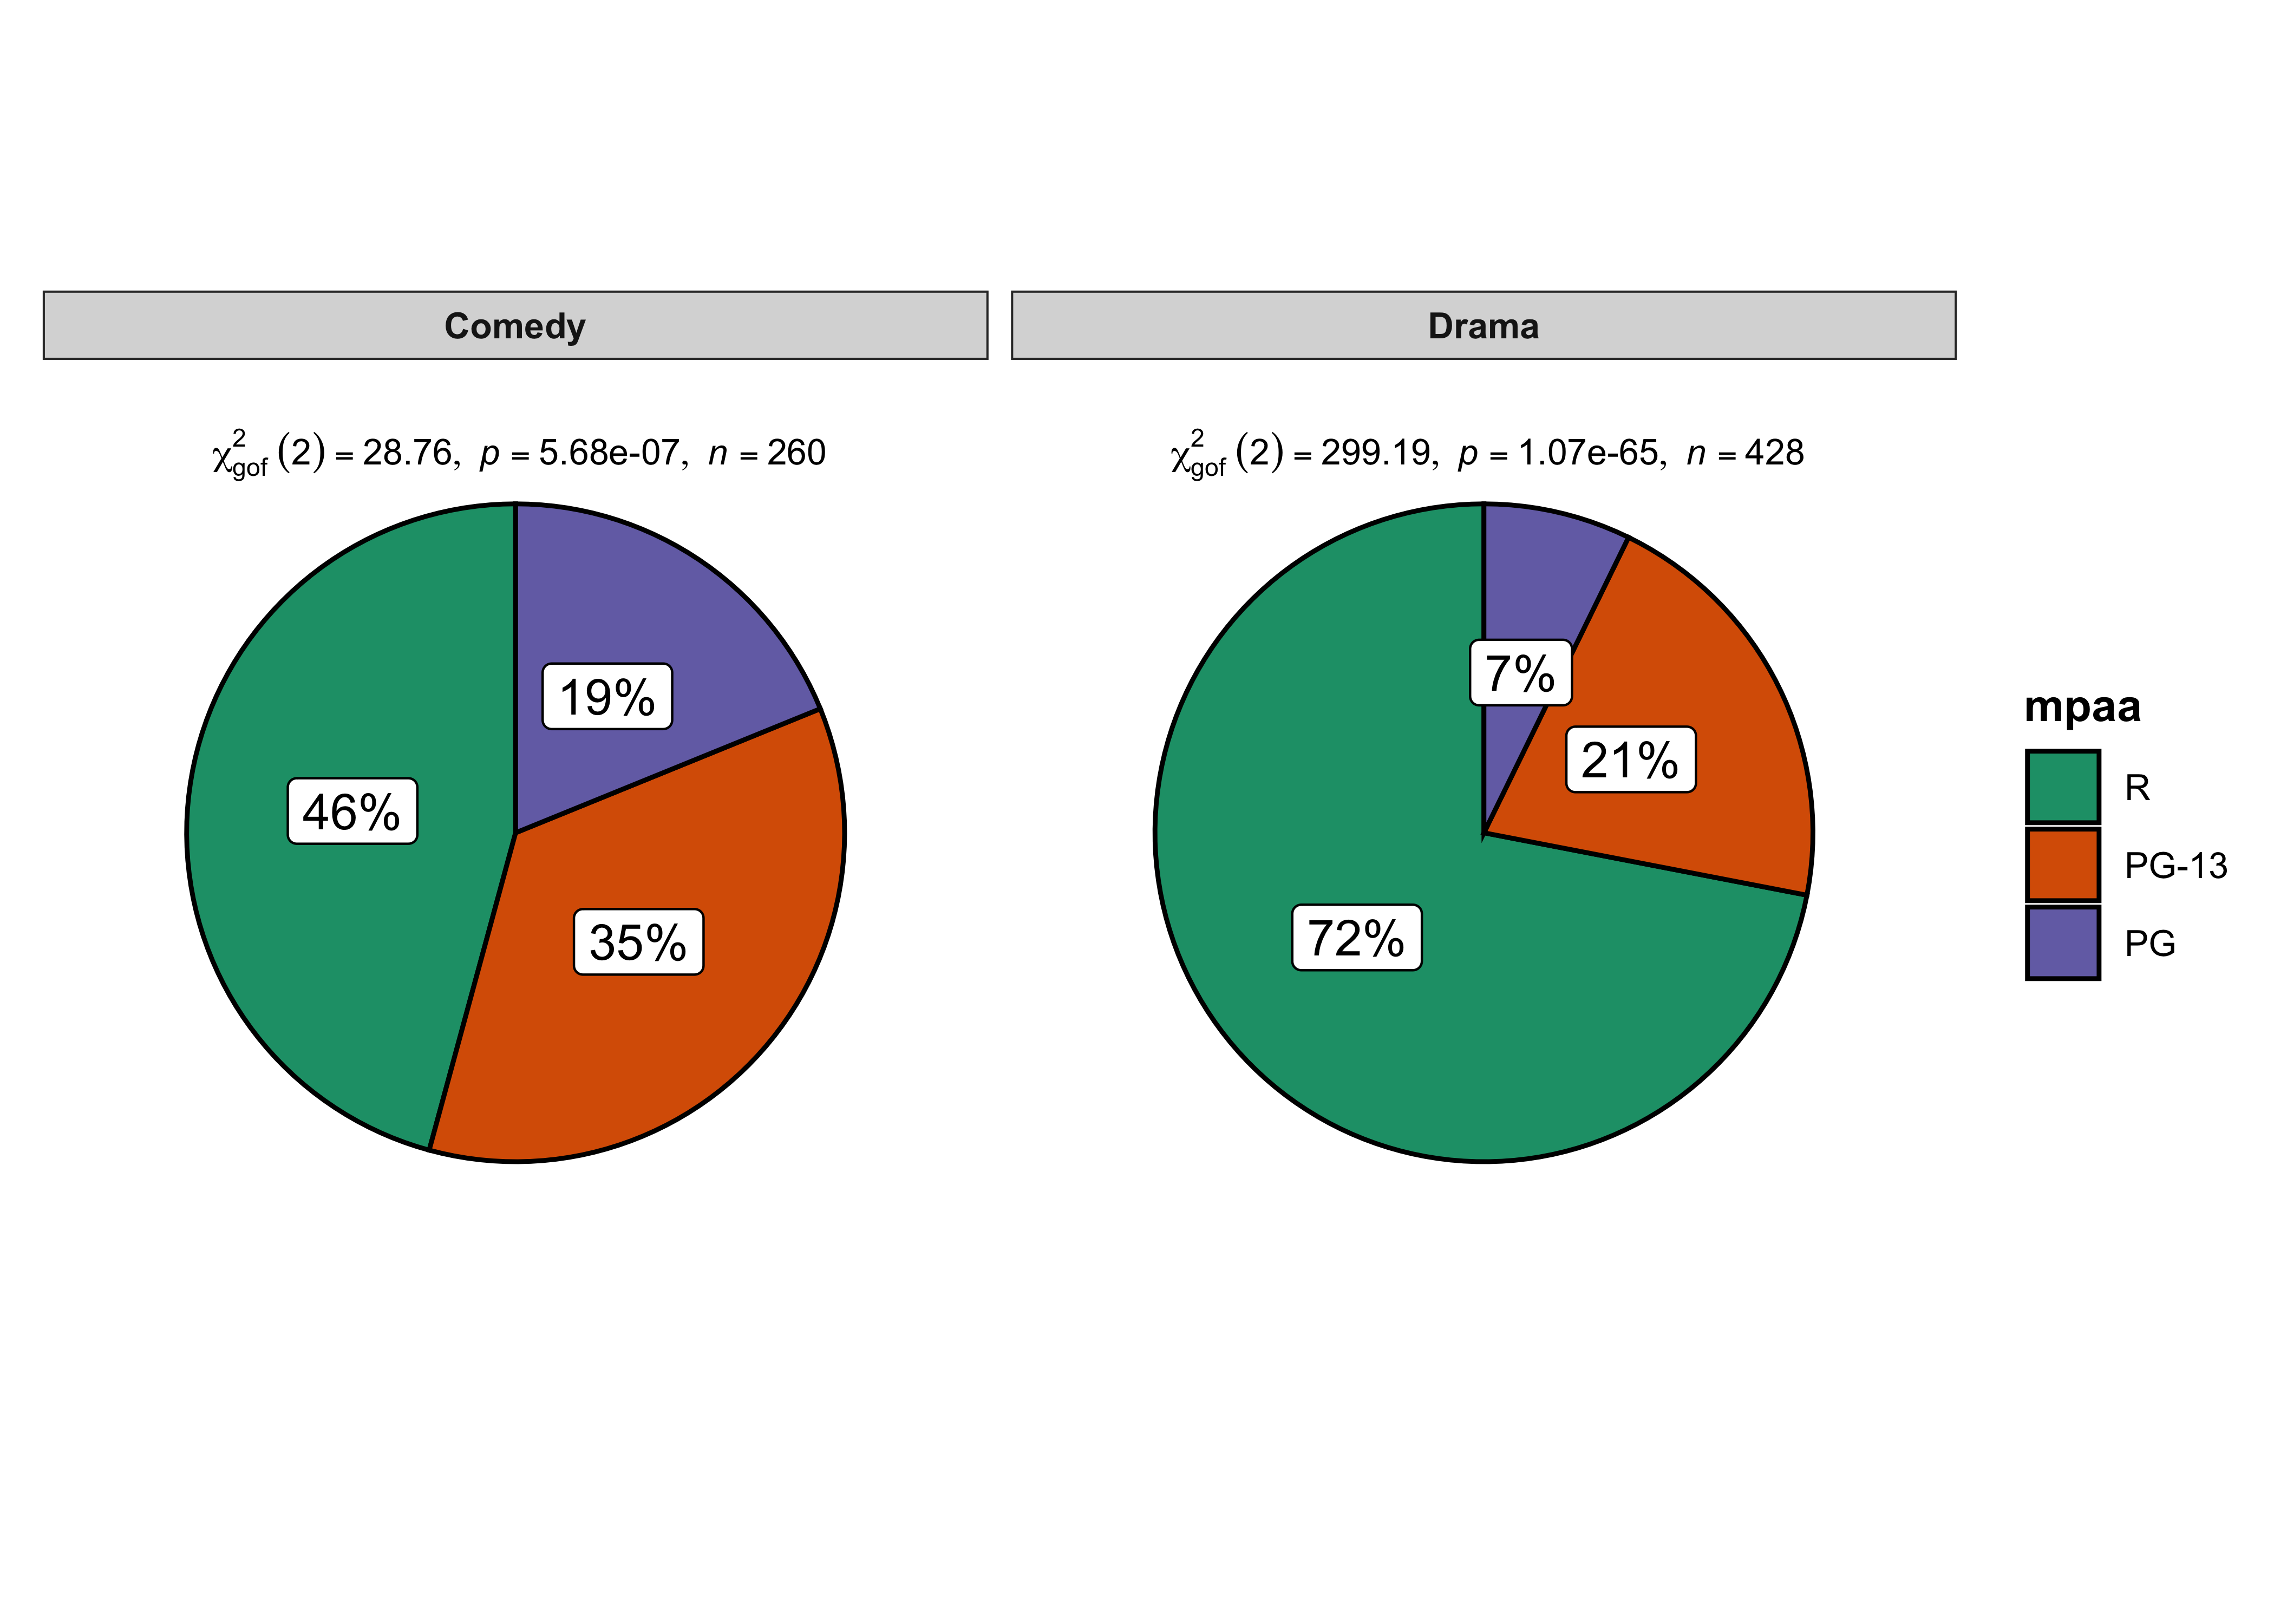 Comedy
Drama
χ²gof (2) = 28.76, p = 5.68e-07, n = 260
χ²gof (2) = 299.19, p = 1.07e-65, n = 428
19%
46%
35%
7%
21%
72%
mpaa
R
PG-13
PG